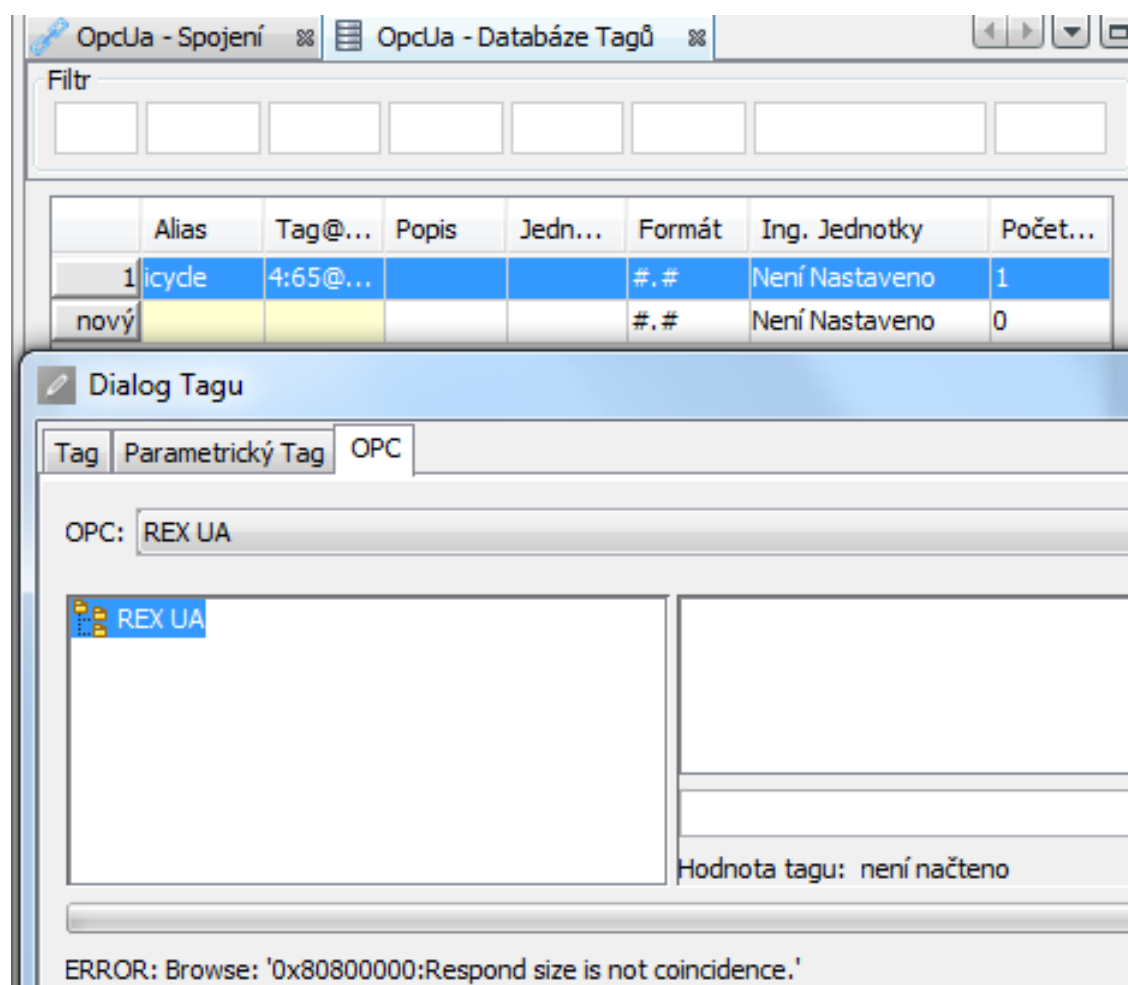 OpcUa - Spojení OpcUa - Databáze Tagů
Filtr
Alias Tag@... Popis Jedn... Formát Ing. Jednotky Počet...
1 icycle 4:65@... #.# Není Nastaveno 1
nový #.# Není Nastaveno 0
Dialog Tagu
Tag Parametrický Tag OPC
OPC: REX UA
REX UA
Hodnota tagu: není načteno
ERROR: Browse: '0x80800000:Respond size is not coincidence.'